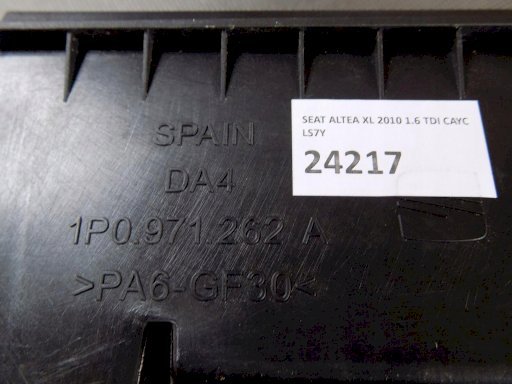 SPAIN
DA4
1P0.971.262 A
>PA6-GF30<
SEAT ALTEA XL 2010 1.6 TDI CAYC
LS7Y
24217